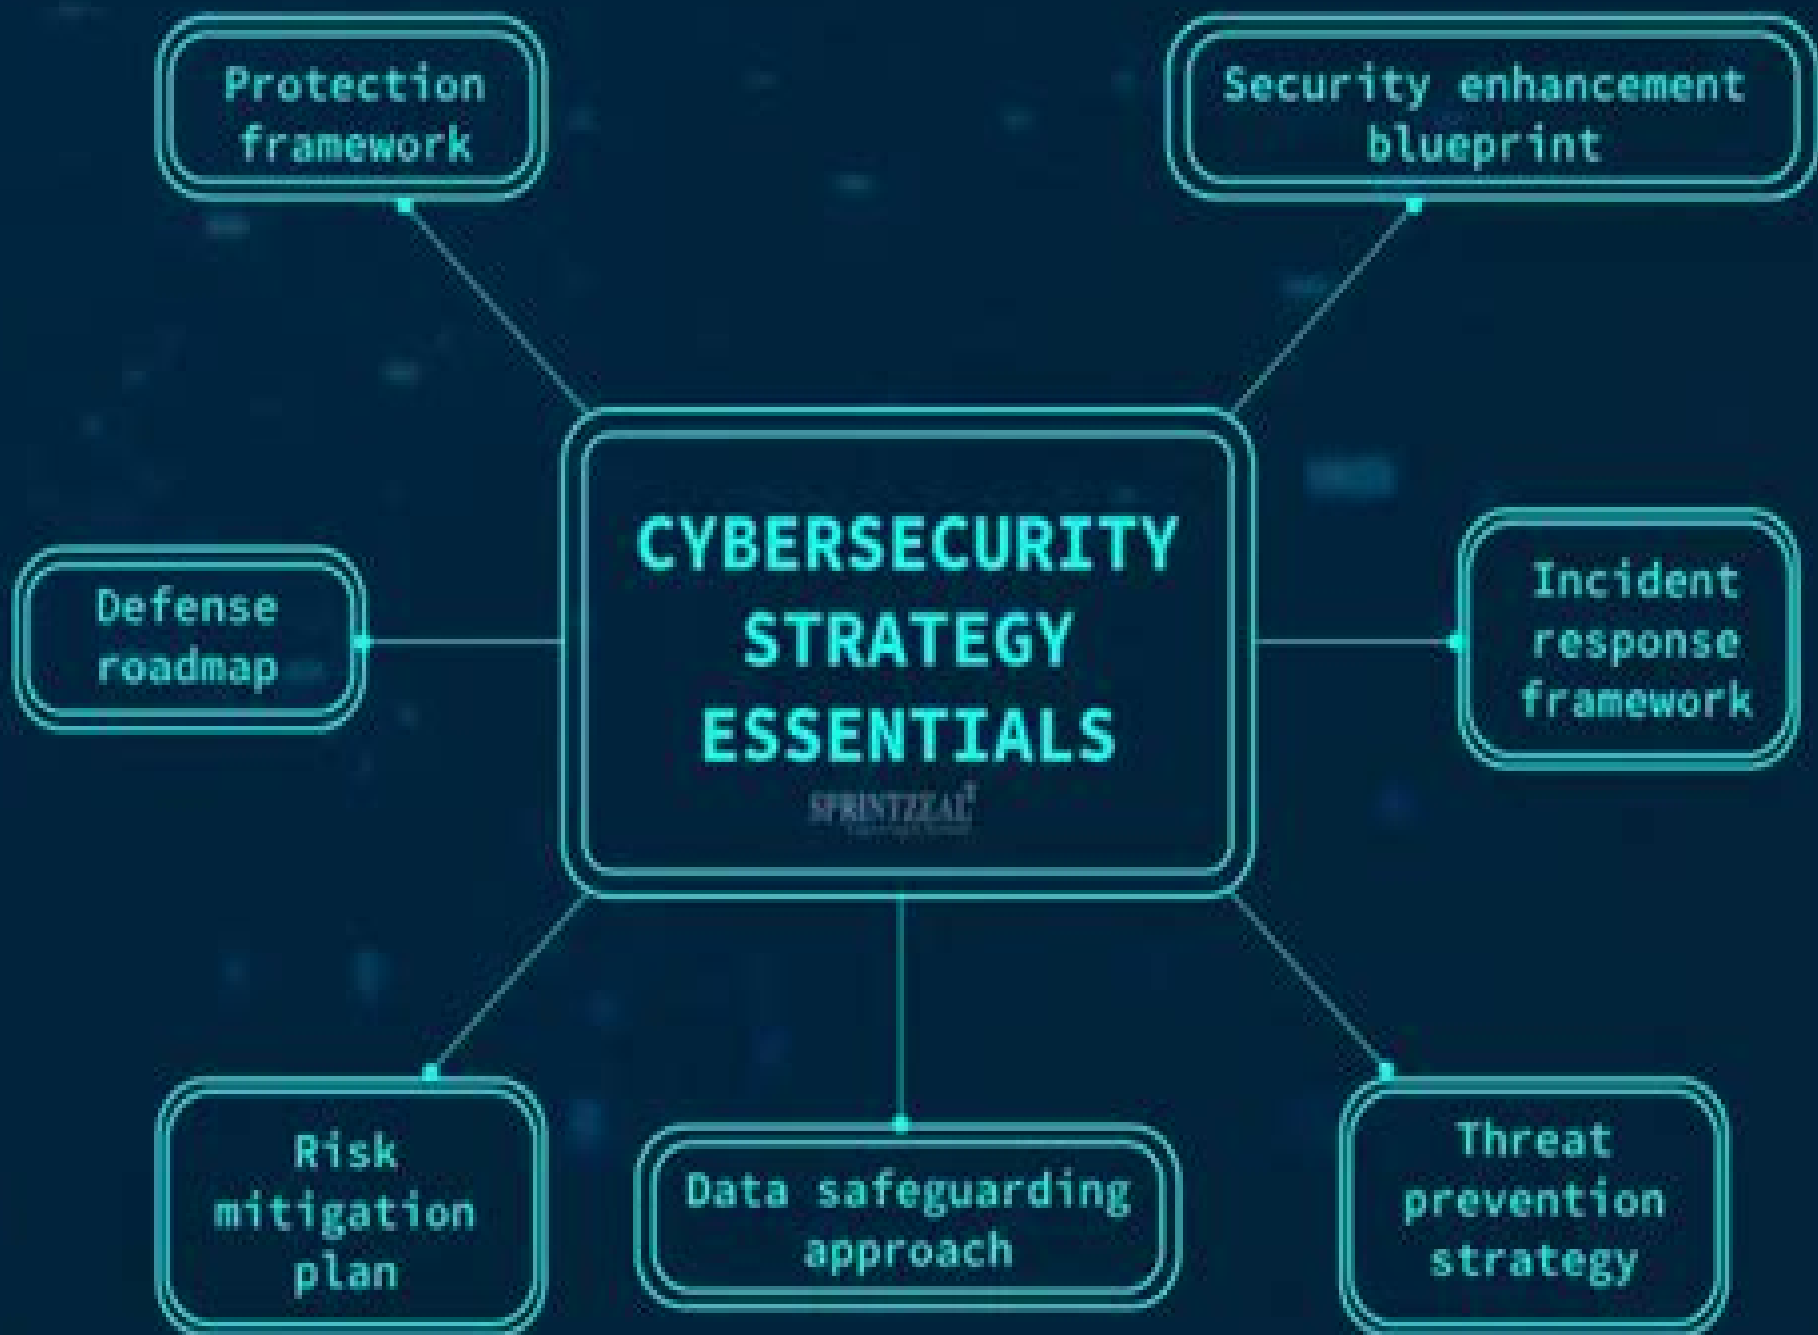 Protection
framework
Security enhancement
blueprint
CYBERSECURITY
STRATEGY
ESSENTIALS
SPRINTZEAL
Defense
roadmap
Incident
response
framework
Risk
mitigation
plan
Data safeguarding
approach
Threat
prevention
strategy